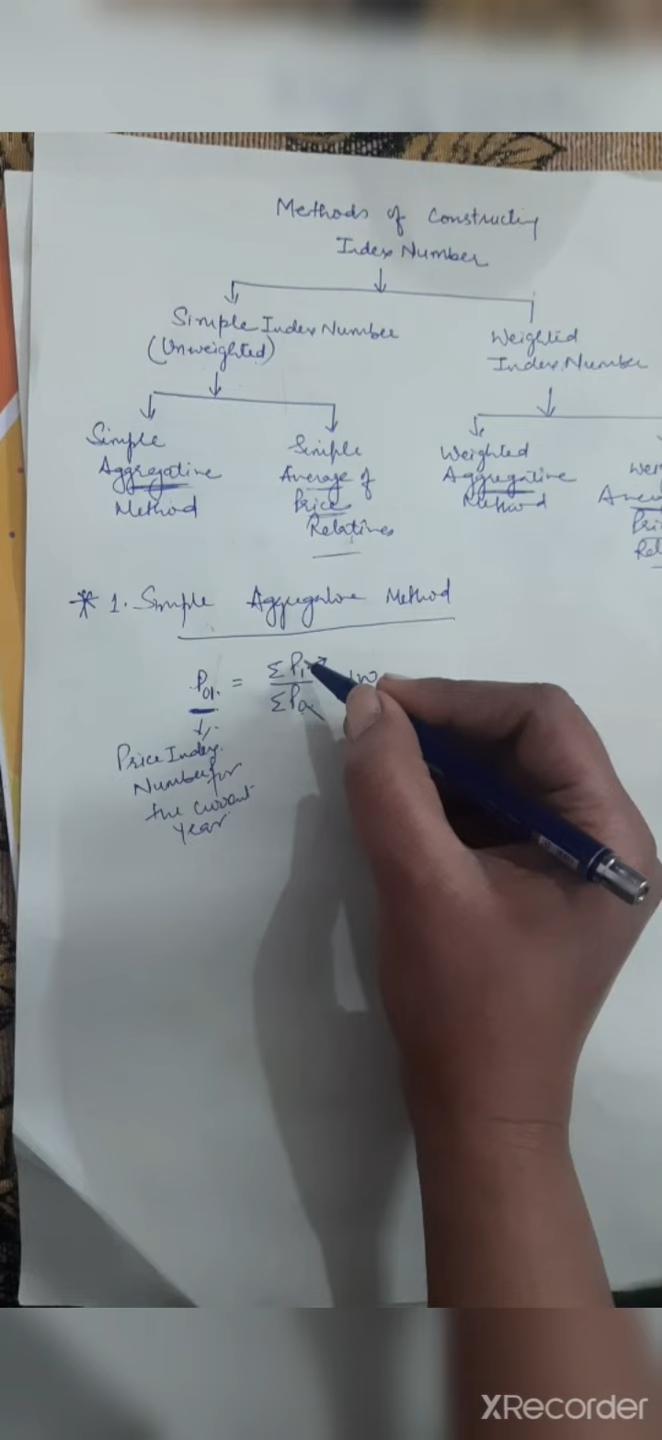 Methods of Constructing
Index Number
Simple Index Number
(Unweighted)
Weighted
Index Number
Simple
Aggregative
Method
Simple
Average of
Price
Relatives
Weighted
Aggregative
Method
* 1. Simple Aggregative Method
P01 = ΣP1
ΣP0
Price Index
Number for
the current
year
XRecorder